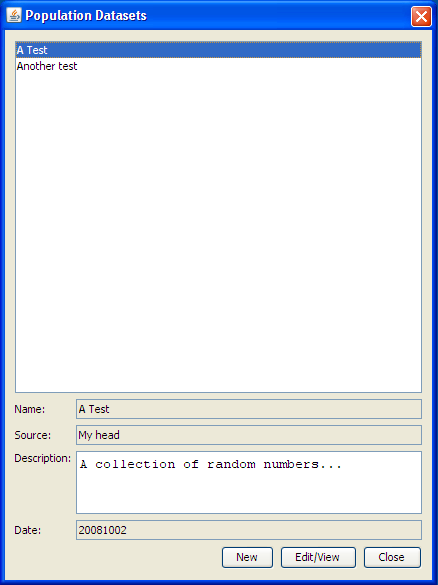 Population Datasets
A Test
Another test
Name: A Test
Source: My head
Description: A collection of random numbers...
Date: 20081002
New Edit/View Close